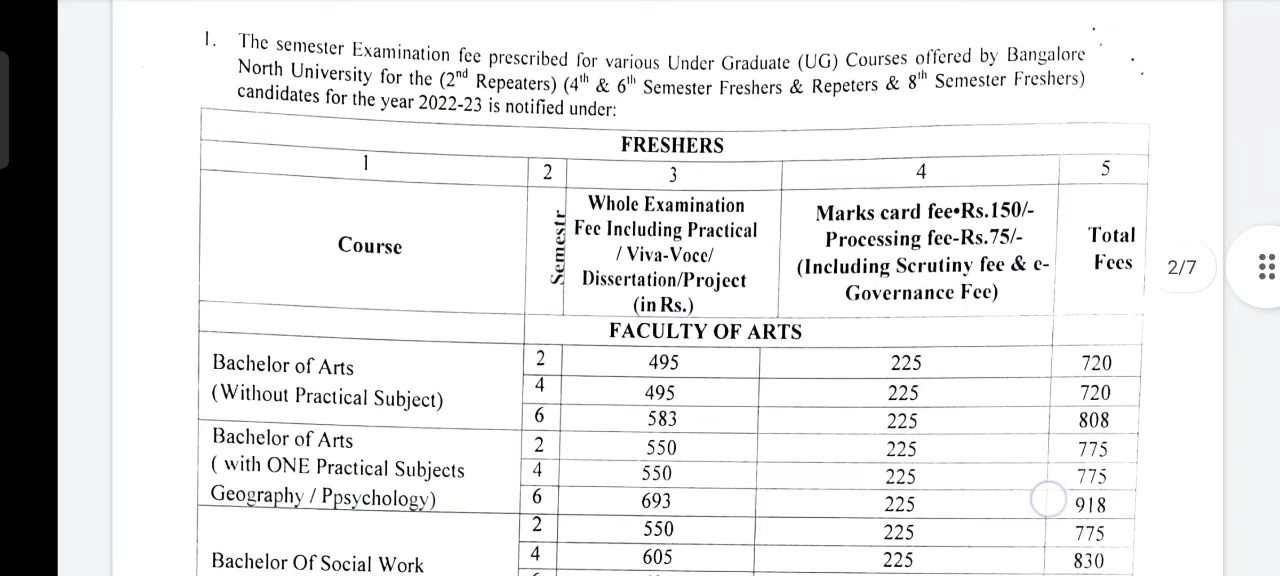 1. The semester Examination fee prescribed for various Under Graduate (UG) Courses offered by Bangalore
North University for the (2nd Repeaters) (4th & 6th Semester Freshers & Repeters & 8th Semester Freshers)
candidates for the year 2022-23 is notified under:
FRESHERS
1 2 3 4 5
Course
Semestr
Whole Examination
Fee Including Practical
/ Viva-Voce/
Dissertation/Project
(in Rs.)
Marks card fee•Rs.150/-
Processing fee-Rs.75/-
(Including Scrutiny fee & e-
Governance Fee)
Total
Fees
2/7
FACULTY OF ARTS
Bachelor of Arts
(Without Practical Subject)
2 495 225 720
4 495 225 720
6 583 225 808
Bachelor of Arts
( with ONE Practical Subjects
Geography / Ppsychology)
2 550 225 775
4 550 225 775
6 693 225 918
Bachelor Of Social Work
2 550 225 775
4 605 225 830